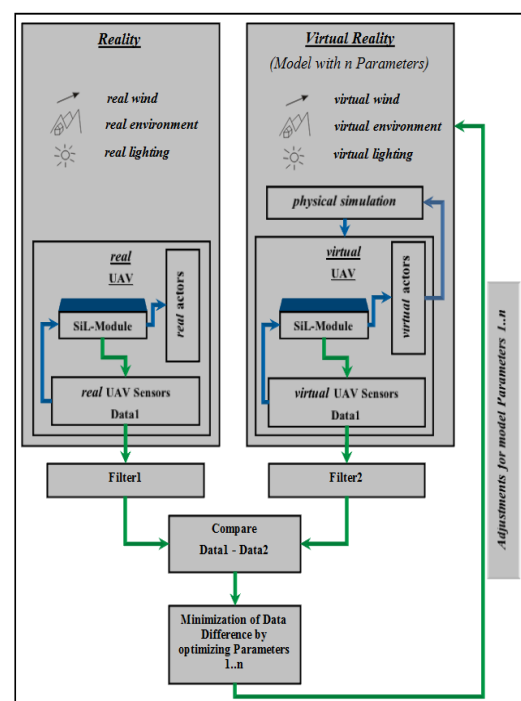 Reality
real wind
real environment
real lighting
real
UAV
SiL-Module
real actors
real UAV Sensors
Data1
Virtual Reality
(Model with n Parameters)
virtual wind
virtual environment
virtual lighting
physical simulation
virtual
UAV
SiL-Module
virtual actors
virtual UAV Sensors
Data1
Filter1
Filter2
Compare
Data1 - Data2
Minimization of Data
Difference by
optimizing Parameters
1..n
Adjustments for model Parameters 1..n